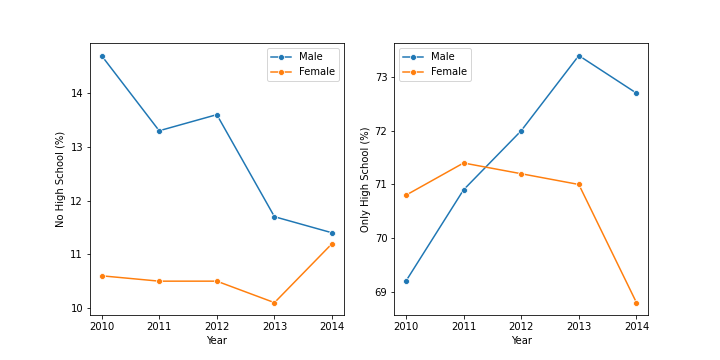 Male
Female
14
13
12
11
10
No High School (%)
2010 2011 2012 2013 2014
Year
Male
Female
73
72
71
70
69
Only High School (%)
2010 2011 2012 2013 2014
Year